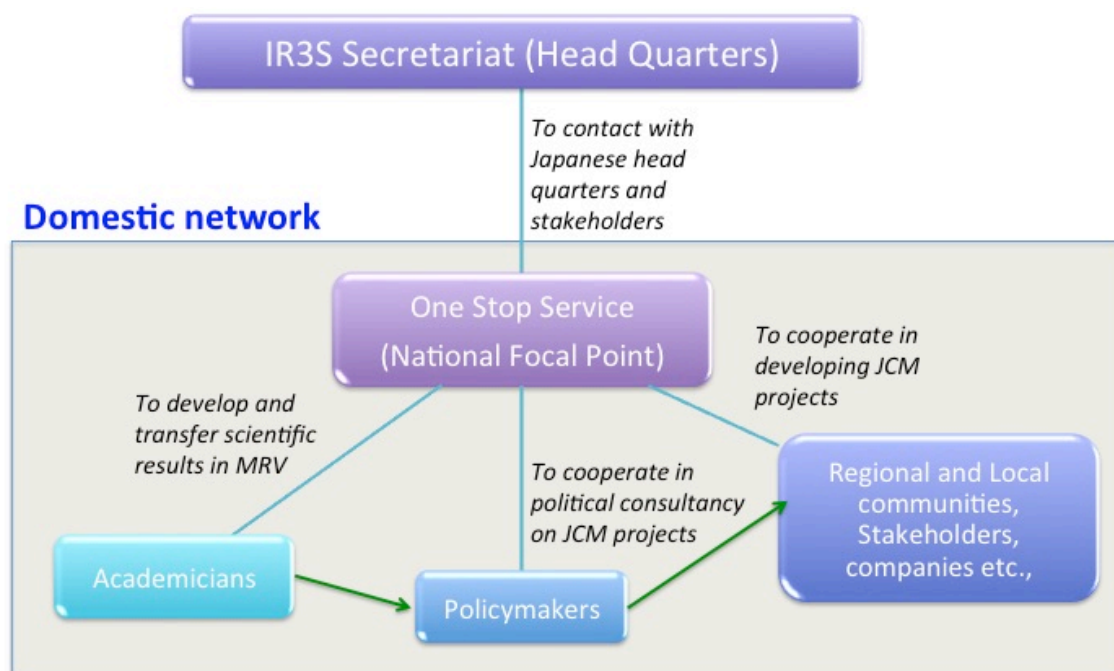 IR3S Secretariat (Head Quarters)
To contact with
Japanese head
quarters and
stakeholders
Domestic network
One Stop Service
(National Focal Point)
To develop and
transfer scientific
results in MRV
To cooperate in
political consultancy
on JCM projects
To cooperate in
developing JCM
projects
Academicians
Policymakers
Regional and Local
communities,
Stakeholders,
companies etc.,